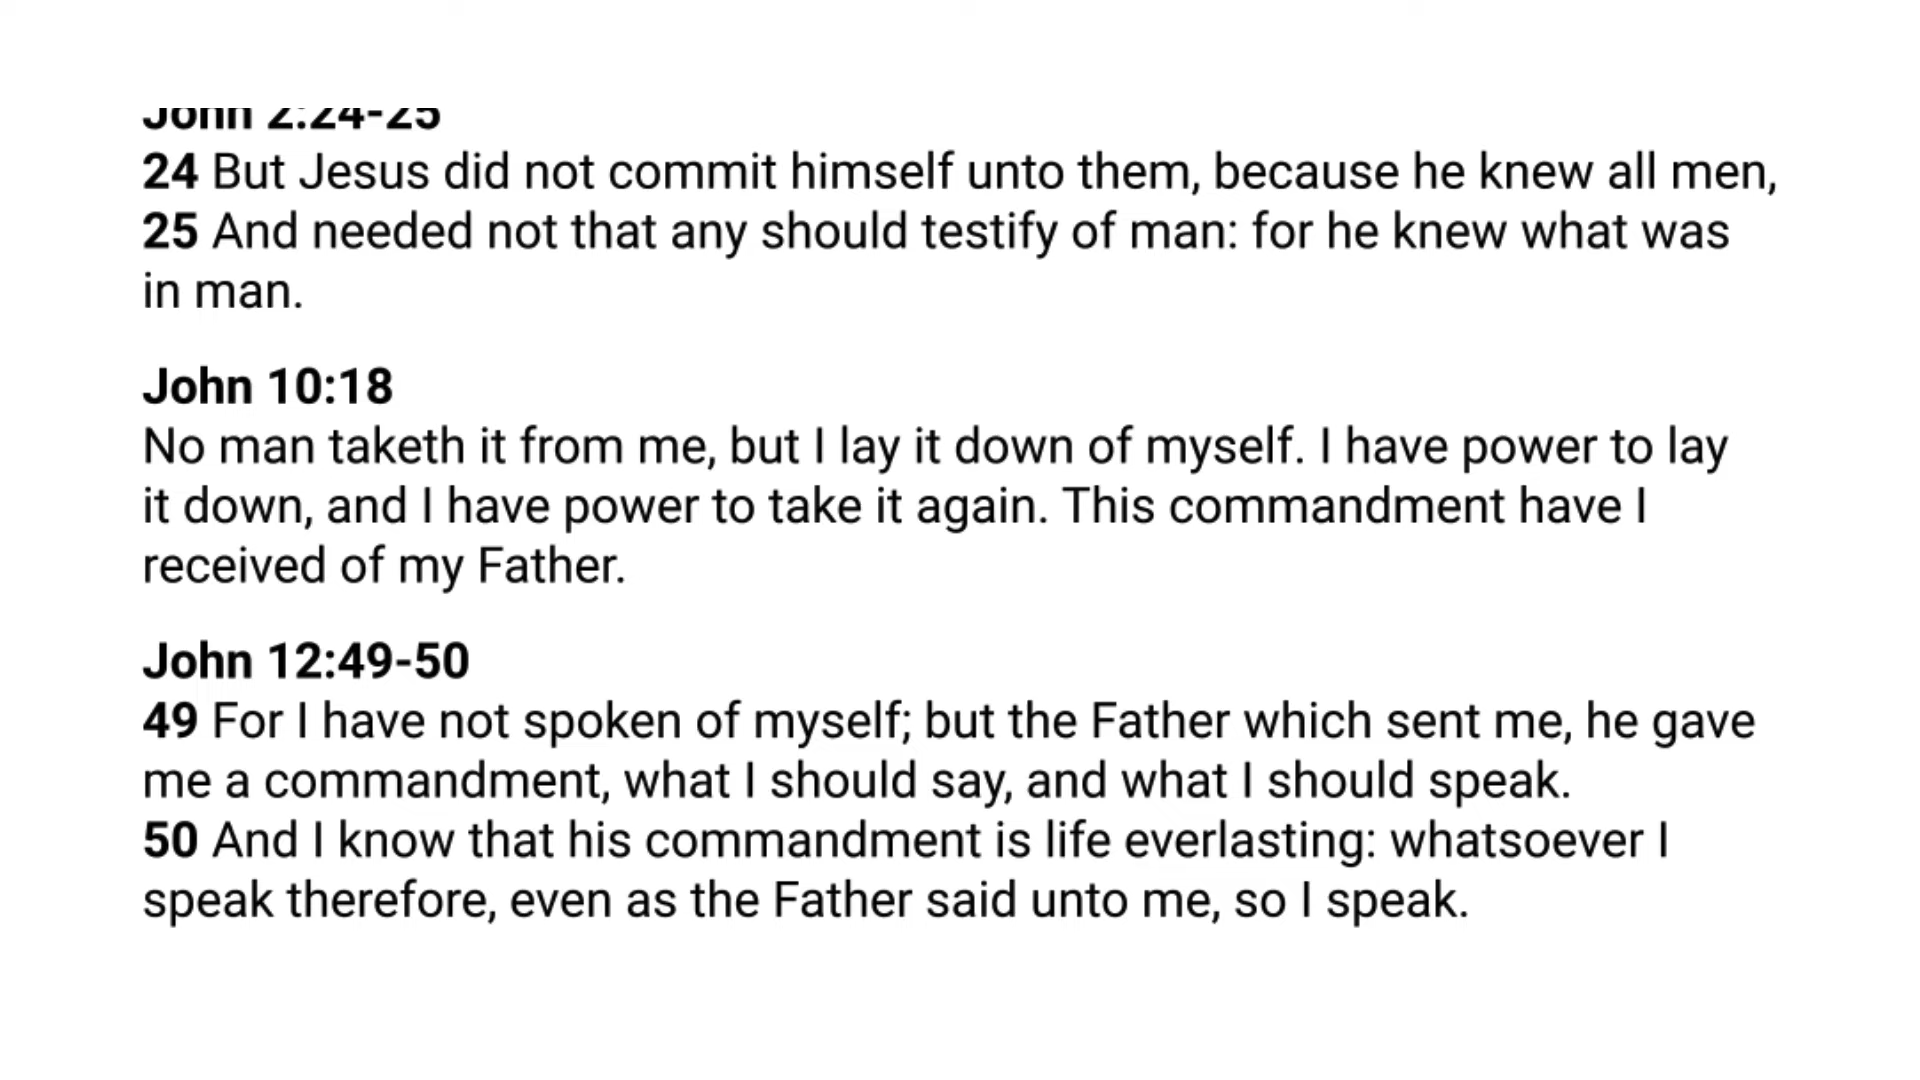 John 2:24-25
24 But Jesus did not commit himself unto them, because he knew all men,
25 And needed not that any should testify of man: for he knew what was
in man.
John 10:18
No man taketh it from me, but I lay it down of myself. I have power to lay
it down, and I have power to take it again. This commandment have I
received of my Father.
John 12:49-50
49 For I have not spoken of myself; but the Father which sent me, he gave
me a commandment, what I should say, and what I should speak.
50 And I know that his commandment is life everlasting: whatsoever I
speak therefore, even as the Father said unto me, so I speak.